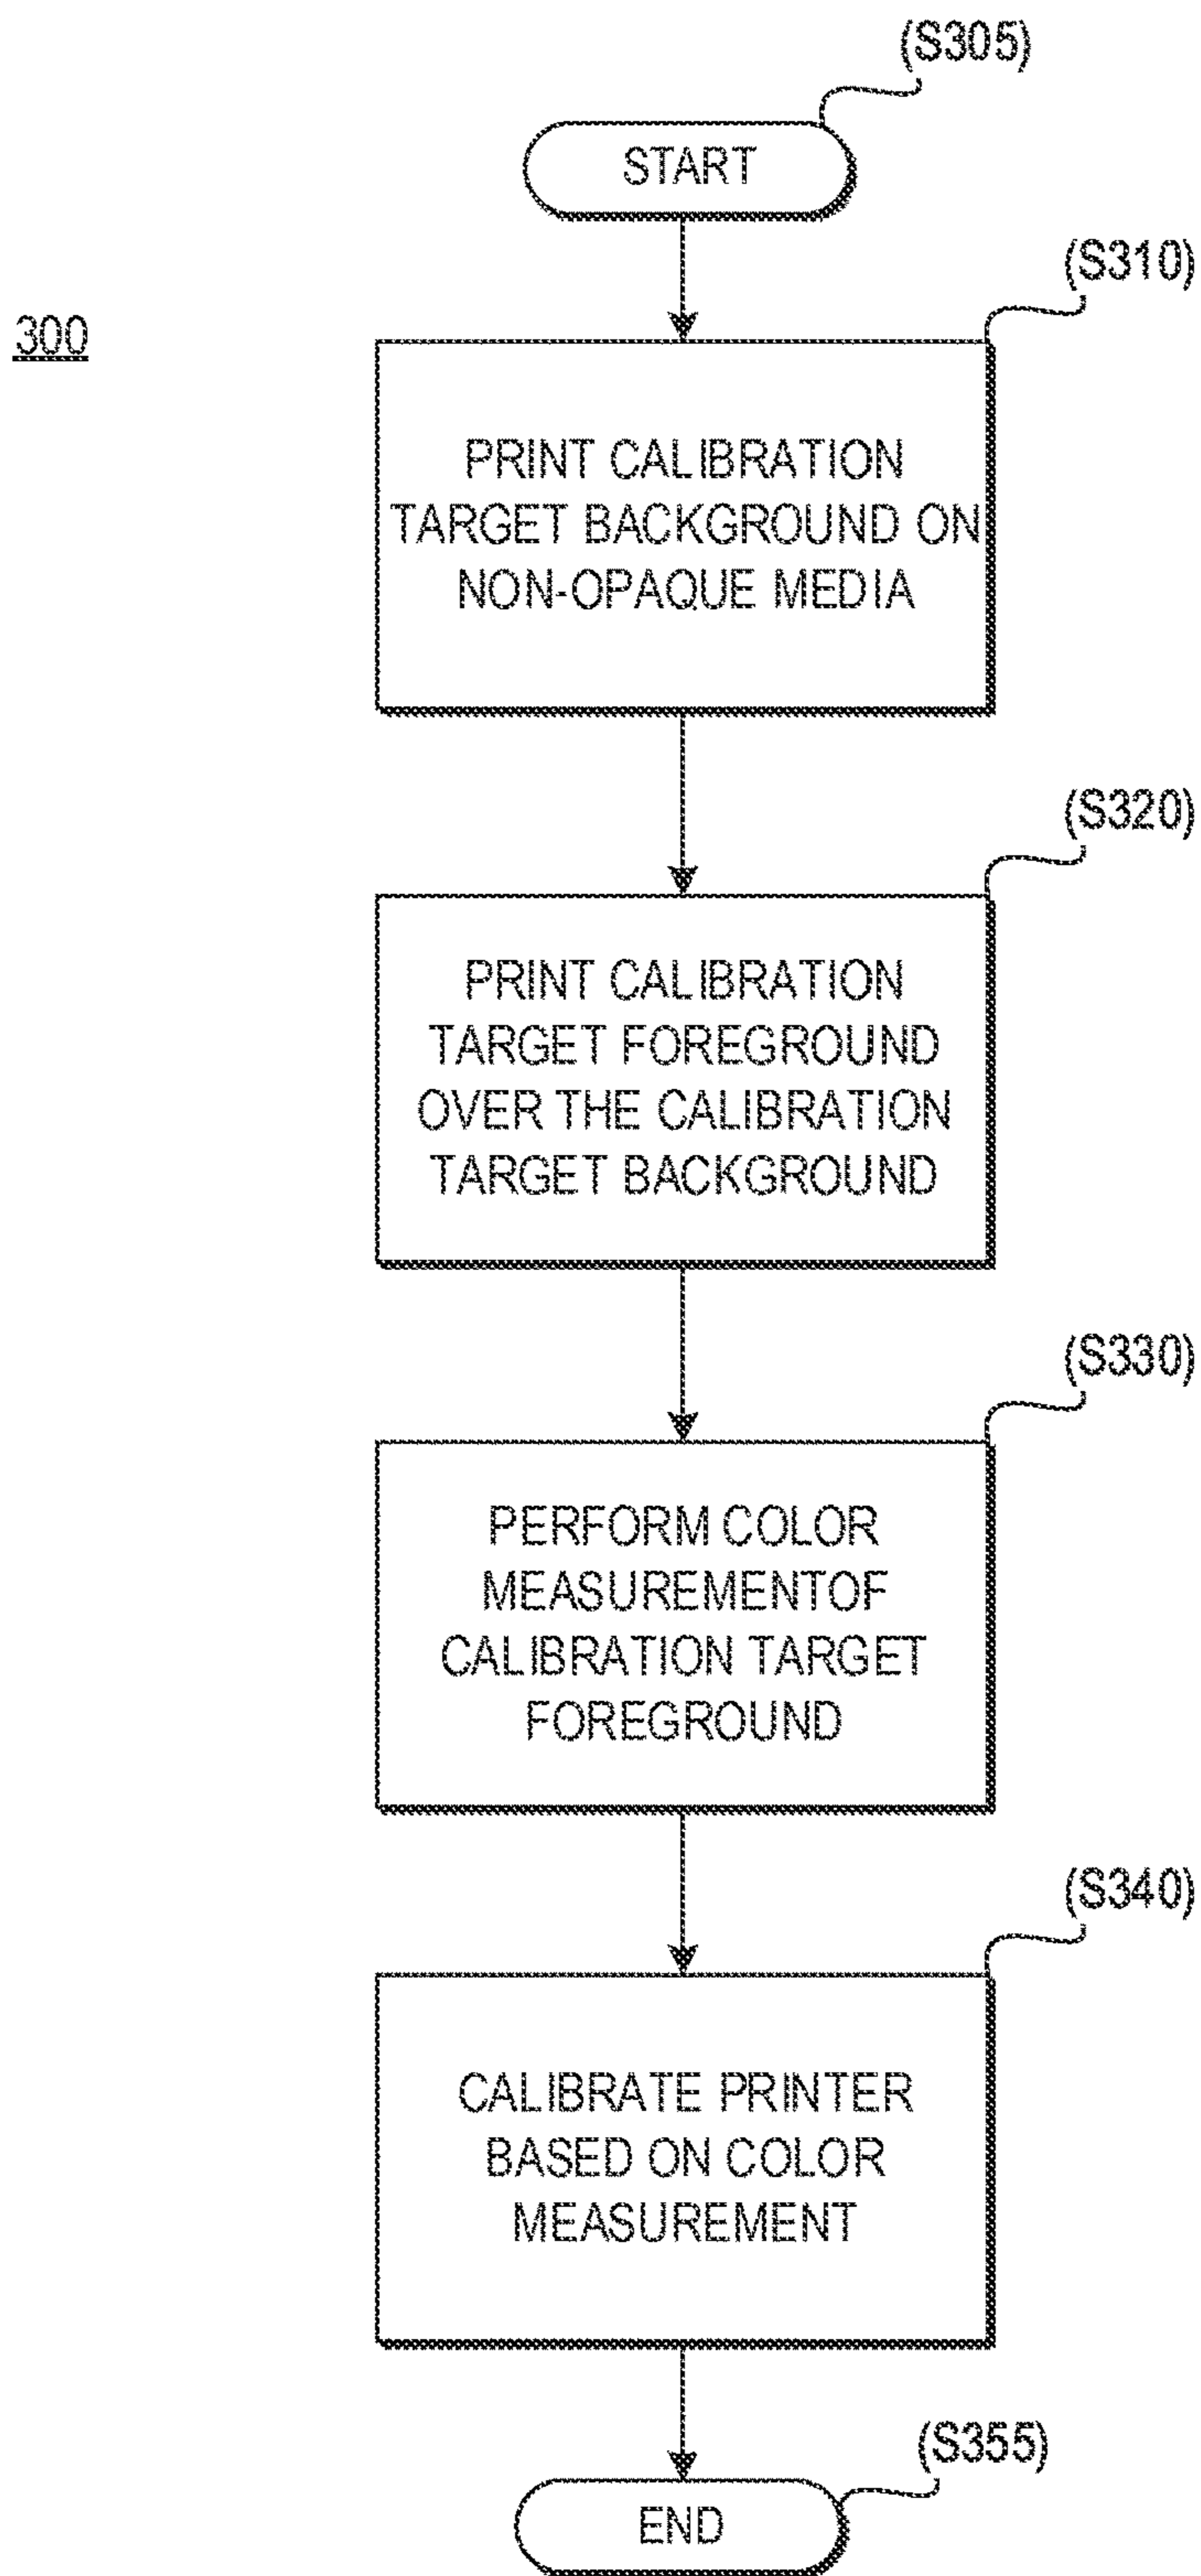 (S305)
START
(S310)
300
PRINT CALIBRATION
TARGET BACKGROUND ON
NON-OPAQUE MEDIA
(S320)
PRINT CALIBRATION
TARGET FOREGROUND
OVER THE CALIBRATION
TARGET BACKGROUND
(S330)
PERFORM COLOR
MEASUREMENTOF
CALIBRATION TARGET
FOREGROUND
(S340)
CALIBRATE PRINTER
BASED ON COLOR
MEASUREMENT
(S355)
END